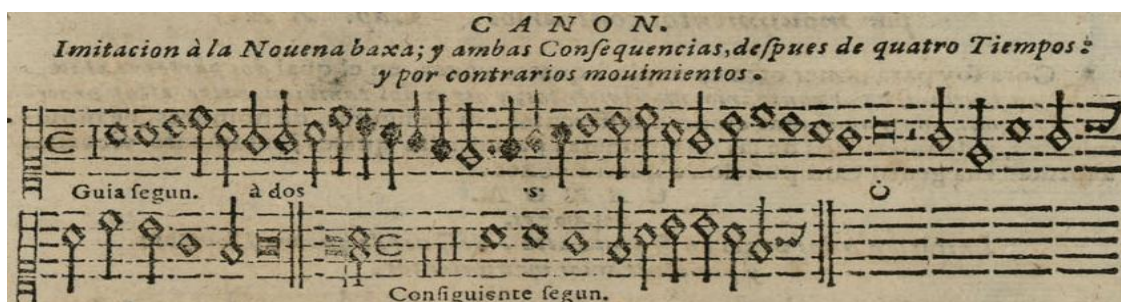 CANON.
Imitacion à la Nouena baxa; y ambas Conſequencias, deſpues de quatro Tiempos:
y por contrarios mouimientos.
Guia ſegun. à dos .s. C
Conſiguiente ſegun.